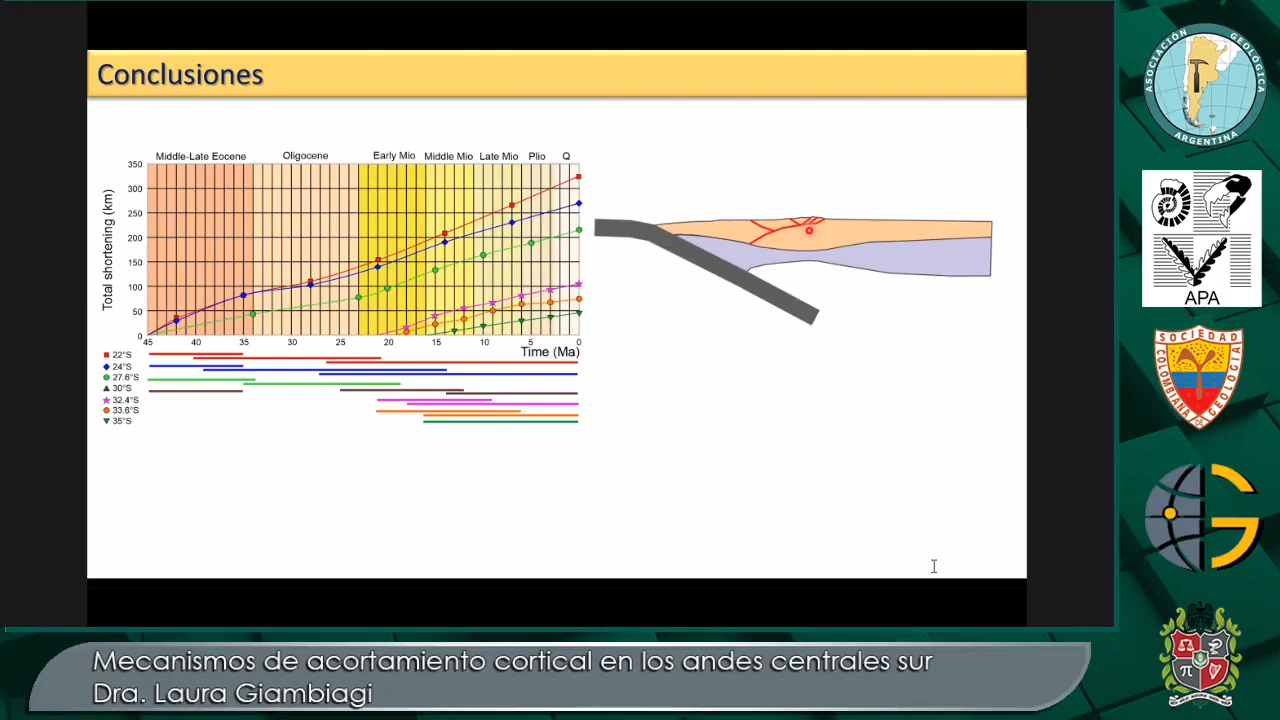 Conclusiones
Middle-Late Eocene Oligocene Early Mio Middle Mio Late Mio Plio Q
Total shortening (km)
350
300
250
200
150
100
50
0
45 40 35 30 25 20 15 10 5 0
Time (Ma)
22°S
24°S
27.6°S
30°S
32.4°S
33.6°S
35°S
ASOCIACIÓN GEOLÓGICA
ARGENTINA
APA
SOCIEDAD
COLOMBIANA DE GEOLOGIA
Mecanismos de acortamiento cortical en los andes centrales sur
Dra. Laura Giambiagi